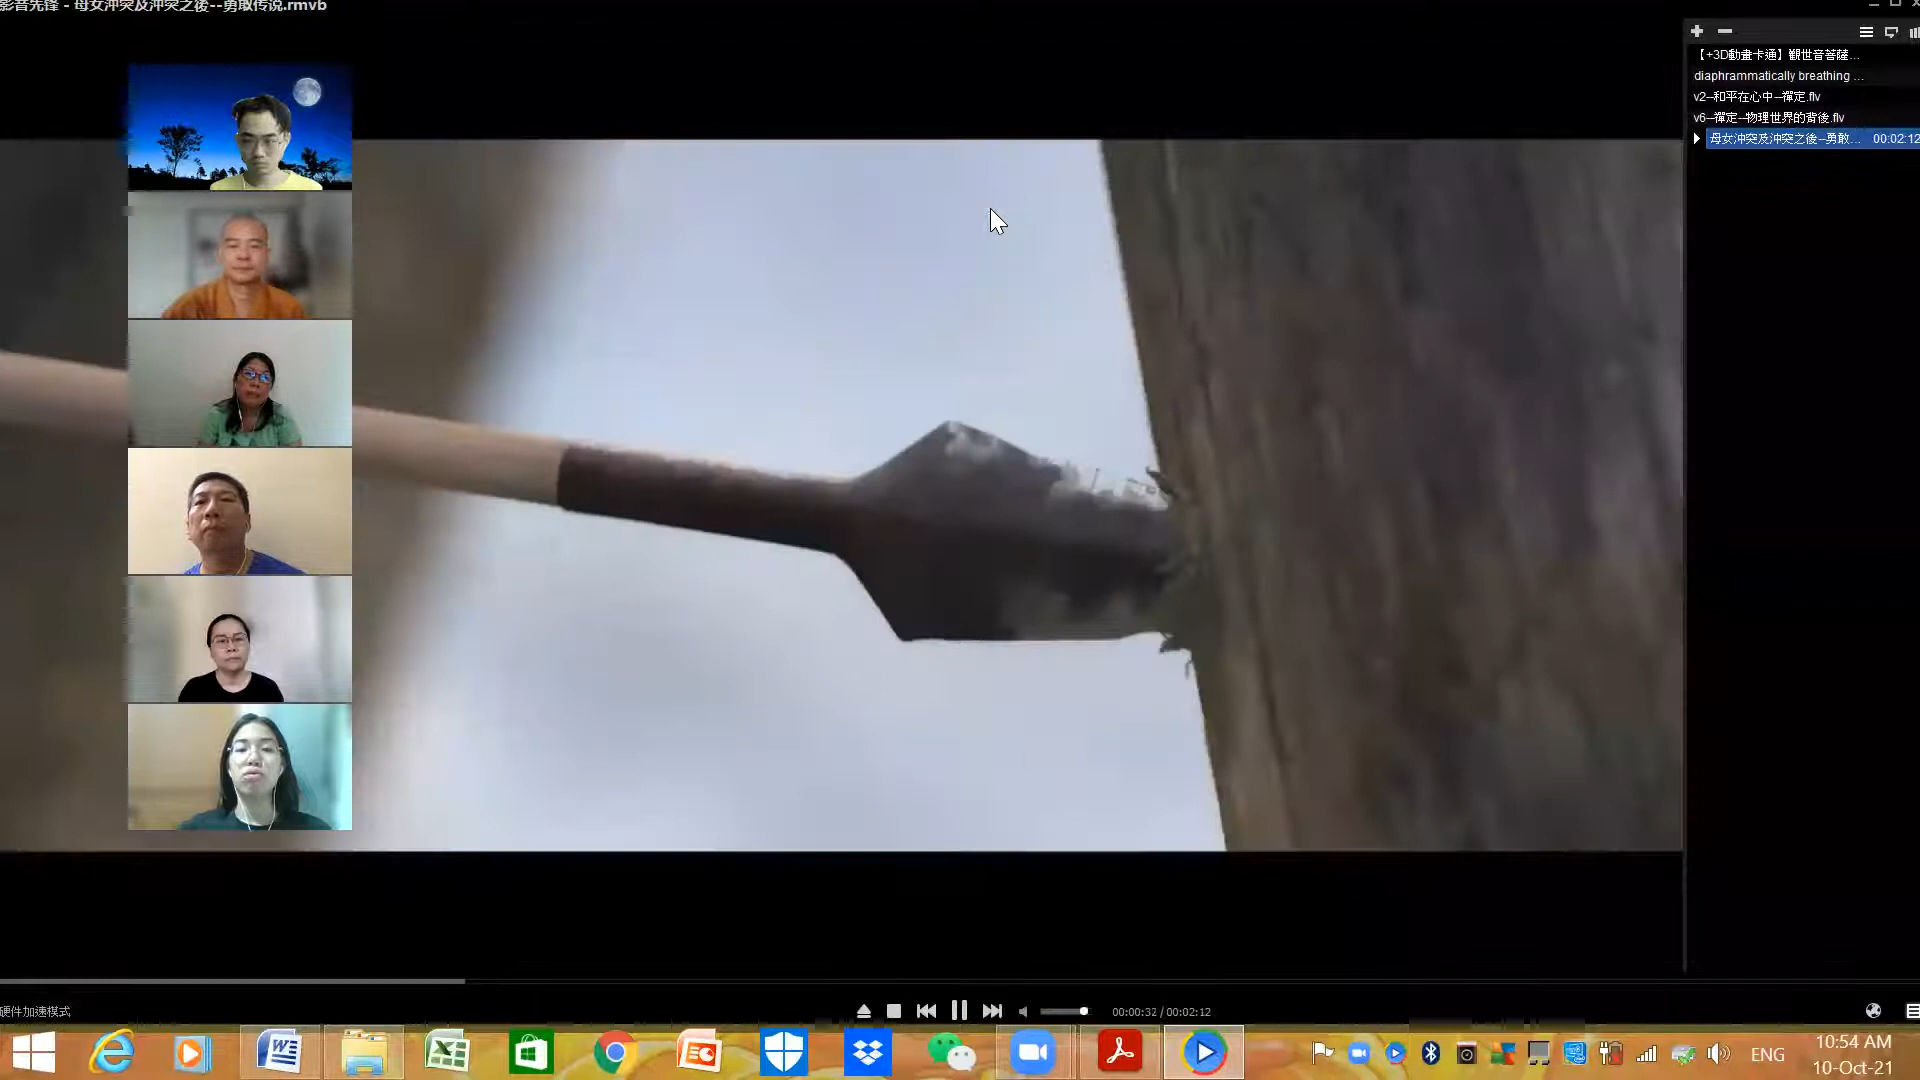 影音先锋 - 母女沖突及沖突之後--勇敢传说.rmvb
【+3D動畫卡通】觀世音菩薩...
diaphrammatically breathing ...
v2--和平在心中--禪定.flv
v6--禪定--物理世界的背後.flv
母女沖突及沖突之後--勇敢... 00:02:12
硬件加速模式
00:00:32 / 00:02:12
ENG
10:54 AM
10-Oct-21